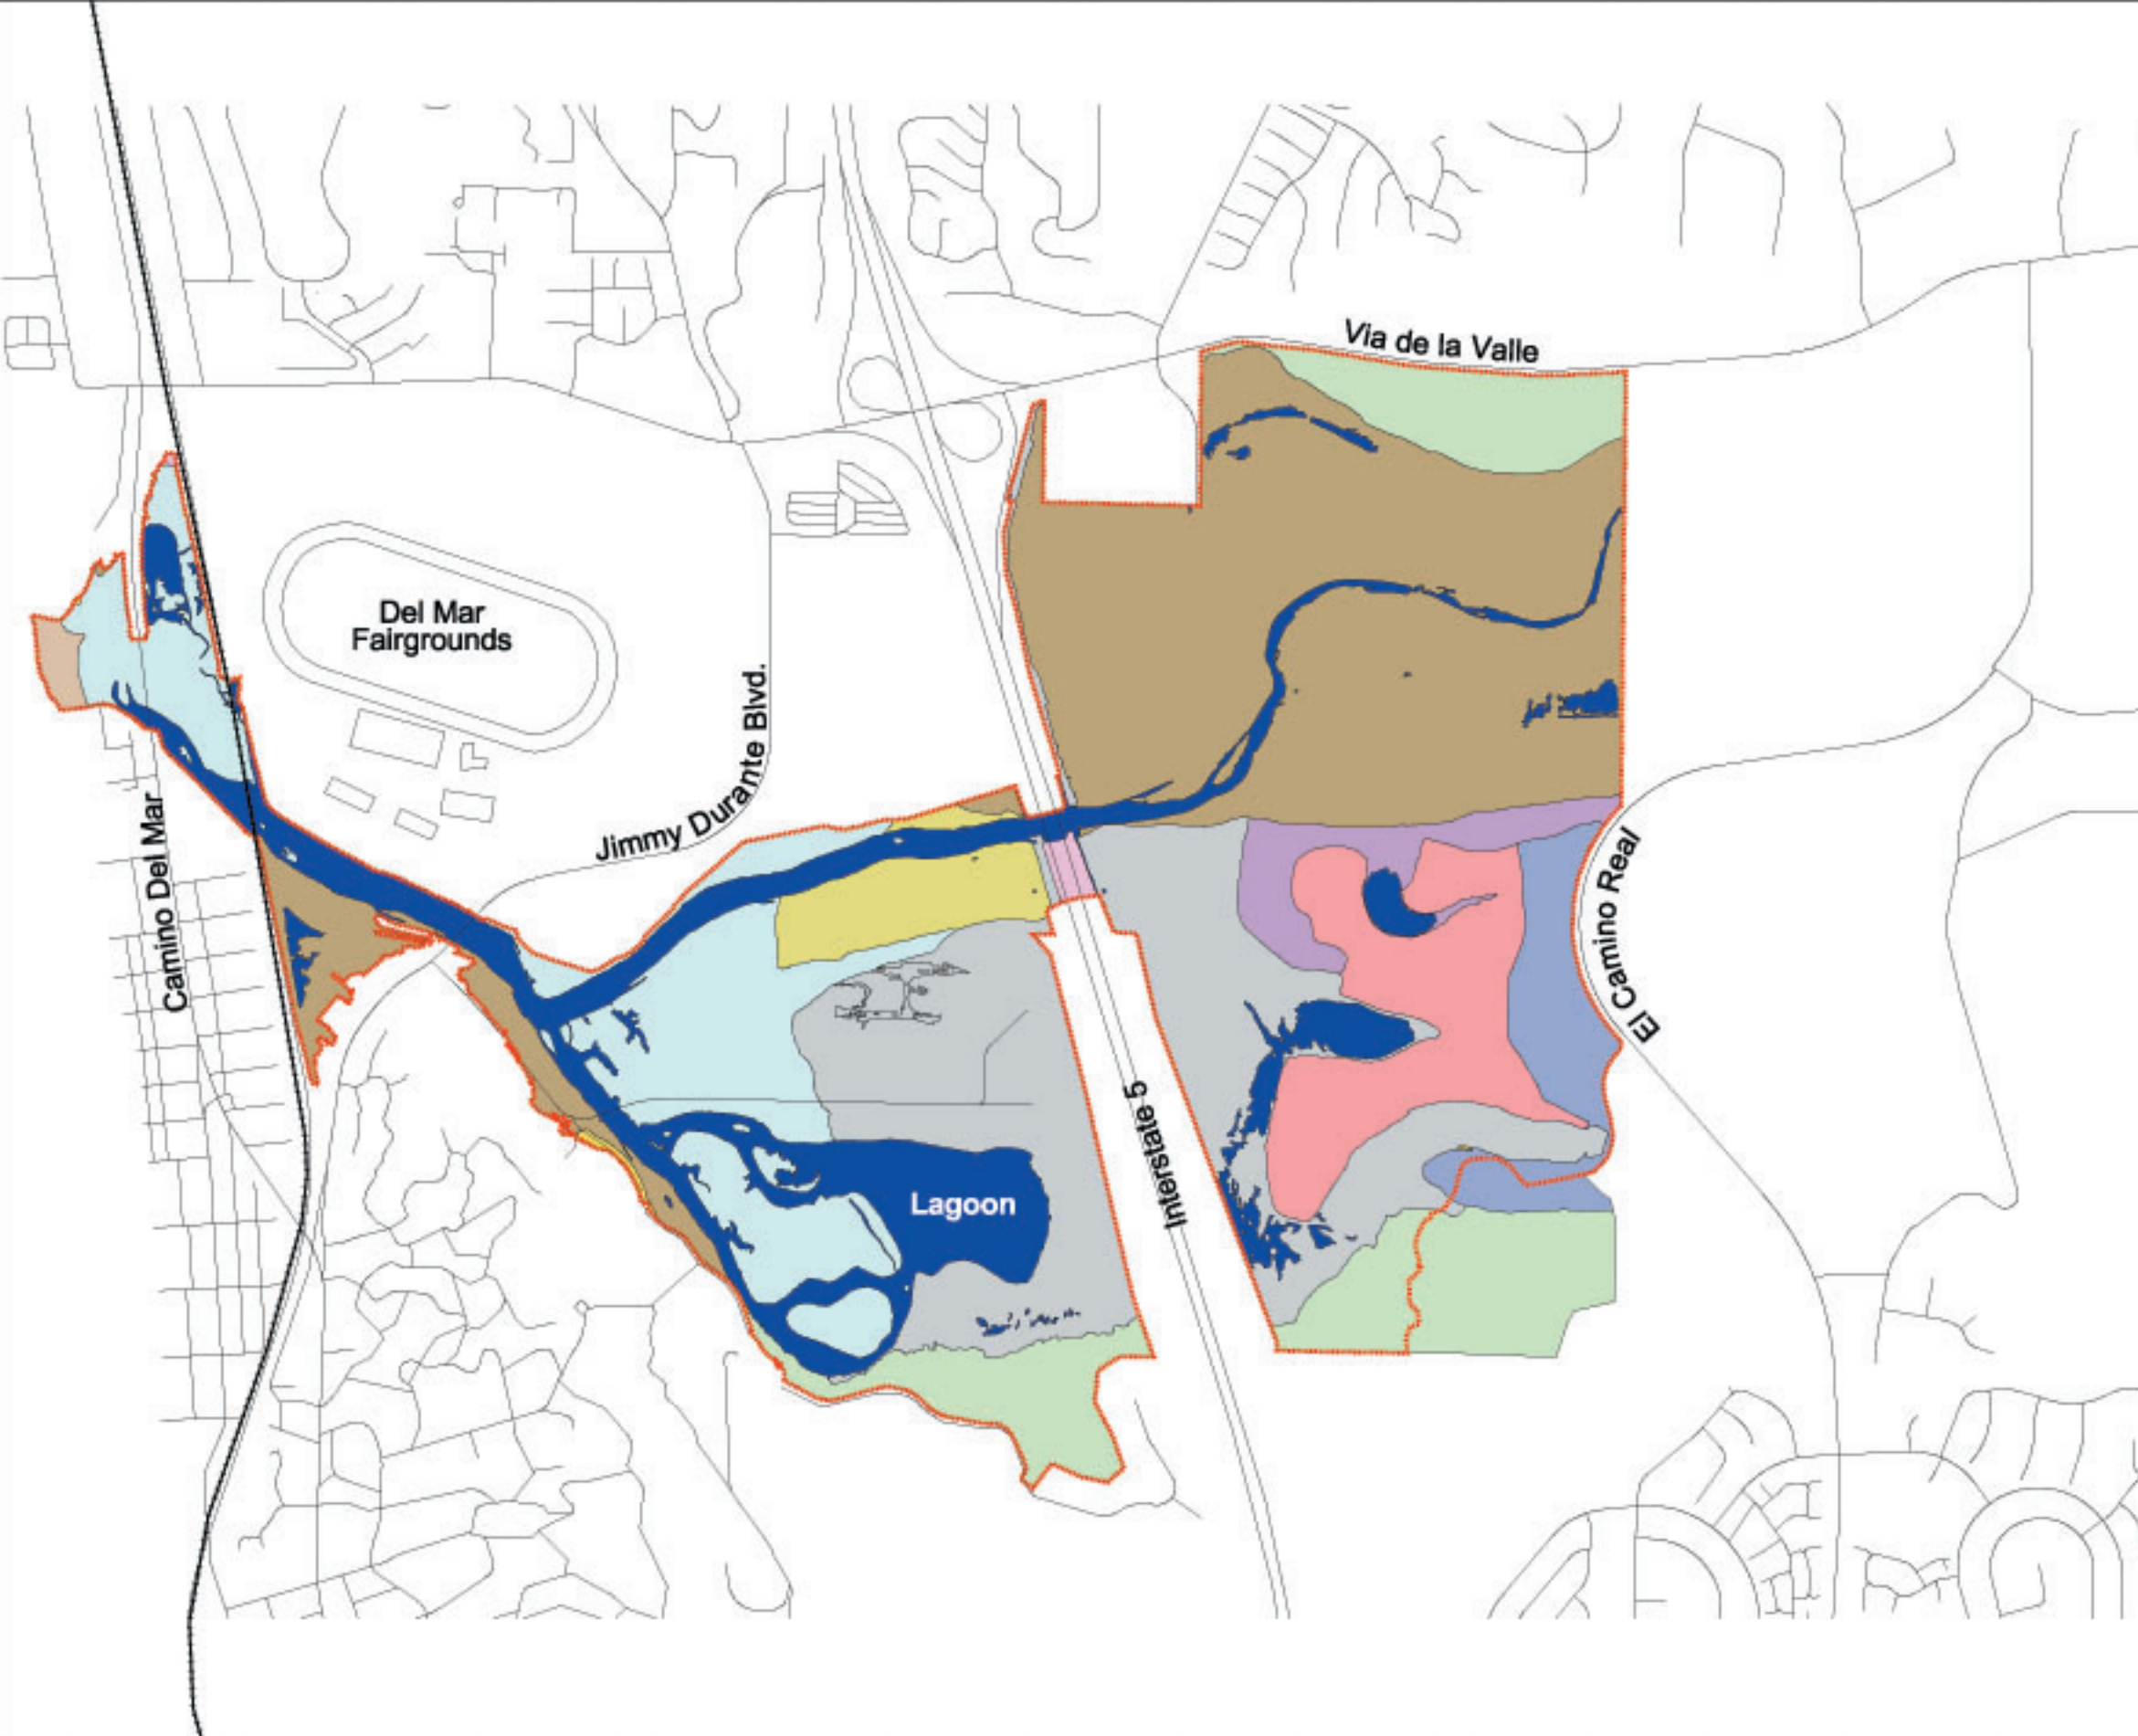 Via de la Valle
Del Mar
Fairgrounds
Jimmy Durante Blvd.
Camino Del Mar
El Camino Real
Interstate 5
Lagoon